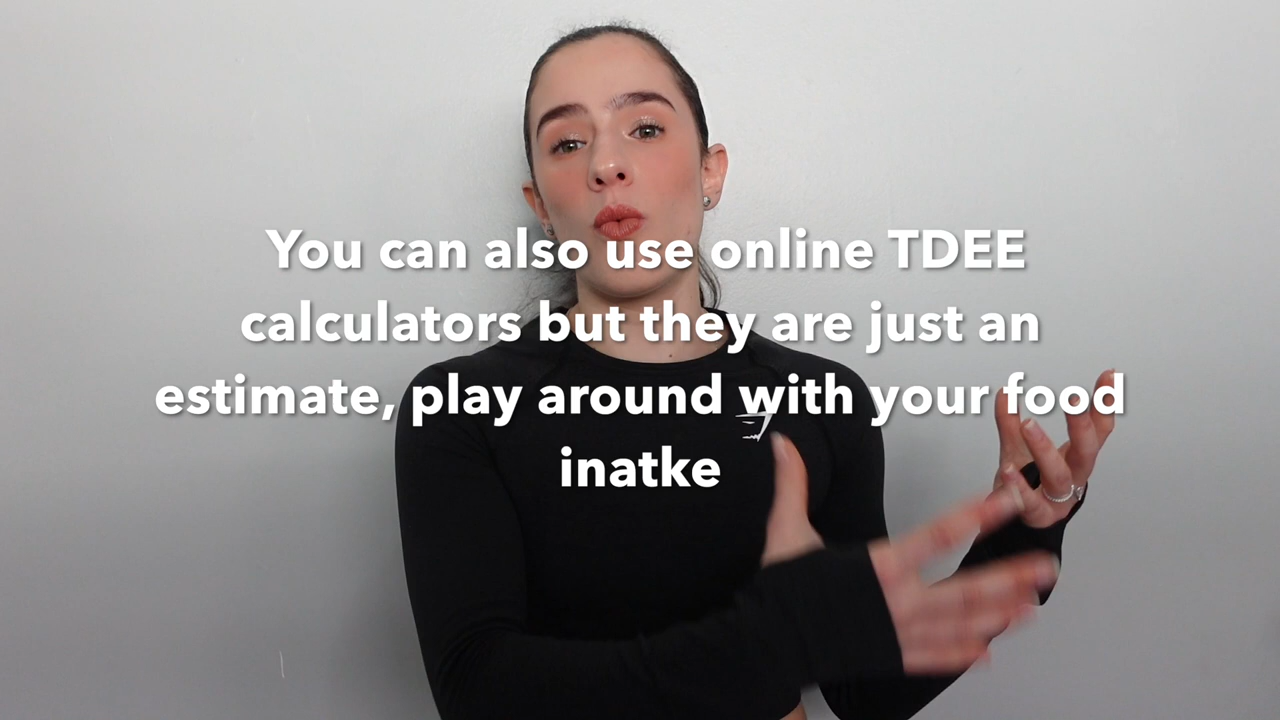 You can also use online TDEE
calculators but they are just an
estimate, play around with your food
inatke